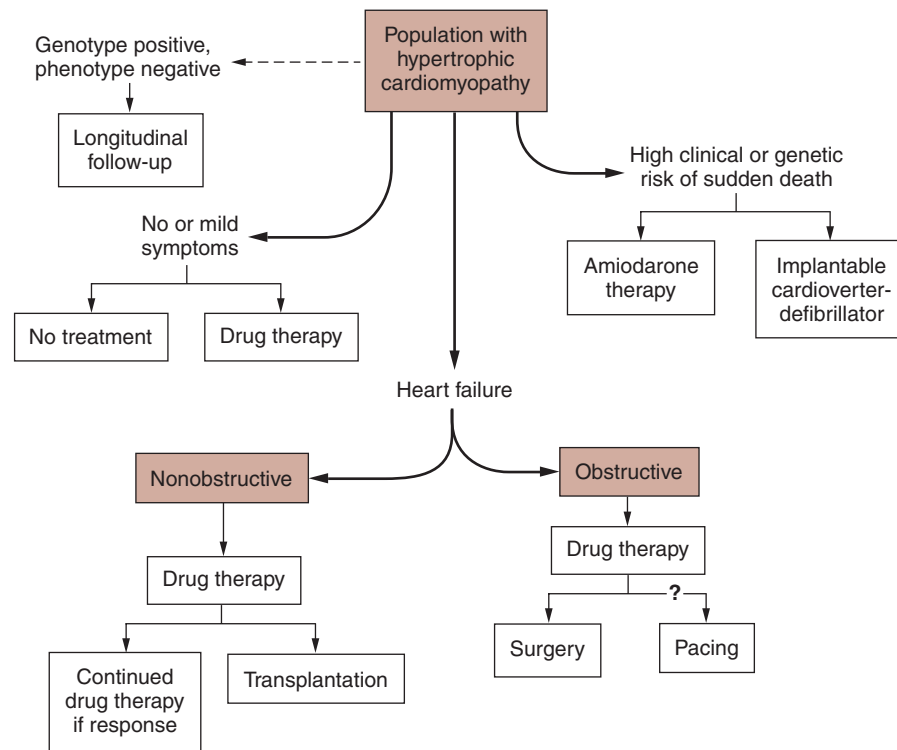 Population with
hypertrophic
cardiomyopathy
Genotype positive,
phenotype negative
Longitudinal
follow-up
High clinical or genetic
risk of sudden death
Amiodarone
therapy
Implantable
cardioverter-
defibrillator
No or mild
symptoms
No treatment
Drug therapy
Heart failure
Nonobstructive
Obstructive
Drug therapy
Drug therapy
?
Continued
drug therapy
if response
Transplantation
Surgery
Pacing